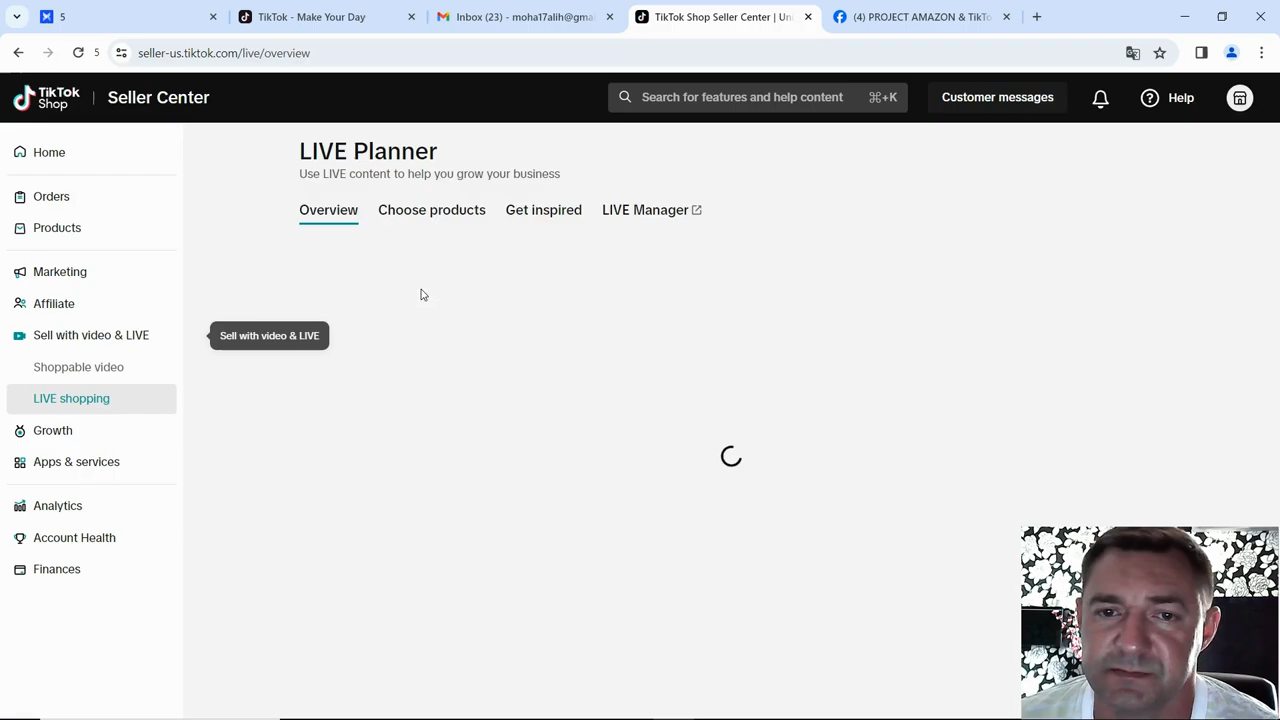 5
TikTok - Make Your Day
Inbox (23) - moha17alih@gma
TikTok Shop Seller Center | Uni
(4) PROJECT AMAZON & TikTo
5
seller-us.tiktok.com/live/overview
TikTok Shop
Seller Center
Search for features and help content
⌘+K
Customer messages
Help
Home
Orders
Products
Marketing
Affiliate
Sell with video & LIVE
Shoppable video
LIVE shopping
Growth
Apps & services
Analytics
Account Health
Finances
LIVE Planner
Use LIVE content to help you grow your business
Overview
Choose products
Get inspired
LIVE Manager
Sell with video & LIVE